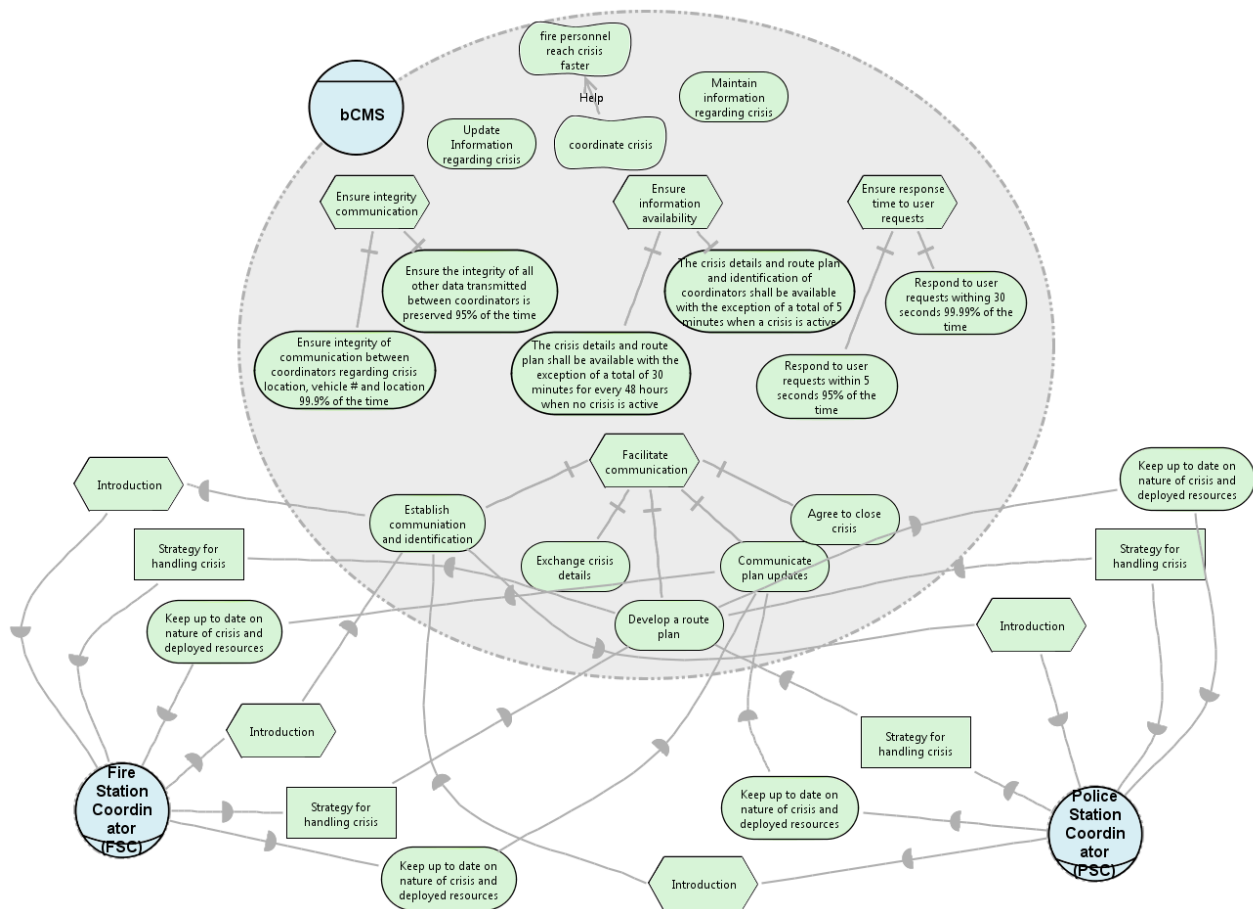 fire personnel
reach crisis
faster
Help
Maintain
information
regarding crisis
bCMS
Update
Information
regarding crisis
coordinate crisis
Ensure integrity
communication
Ensure
information
availability
Ensure response
time to user
requests
Ensure the integrity of all
other data transmitted
between coordinators is
preserved 95% of the time
The crisis details and route plan
and identification of
coordinators shall be available
with the exception of a total of 5
minutes when a crisis is active
Respond to user
requests withing 30
seconds 99.99% of the
time
Ensure integrity of
communication between
coordinators regarding crisis
location, vehicle # and location
99.9% of the time
The crisis details and route
plan shall be available with the
exception of a total of 30
minutes for every 48 hours
when no crisis is active
Respond to user
requests within 5
seconds 95% of the
time
Facilitate
communication
Keep up to date on
nature of crisis and
deployed resources
Introduction
Establish
communiation
and identification
Agree to close
crisis
Strategy for
handling crisis
Exchange crisis
details
Communicate
plan updates
Strategy for
handling crisis
Keep up to date on
nature of crisis and
deployed resources
Develop a route
plan
Introduction
Introduction
Strategy for
handling crisis
Fire
Station
Coordin
ator
(FSC)
Strategy for
handling crisis
Keep up to date on
nature of crisis and
deployed resources
Police
Station
Coordin
ator
(PSC)
Keep up to date on
nature of crisis and
deployed resources
Introduction